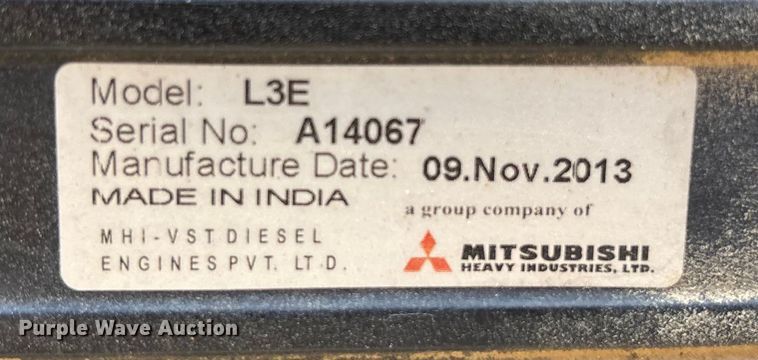 Model: L3E
Serial No: A14067
Manufacture Date: 09.Nov.2013
MADE IN INDIA
MHI-VST DIESEL
ENGINES PVT. LTD.
a group company of
MITSUBISHI
HEAVY INDUSTRIES, LTD.
Purple Wave Auction